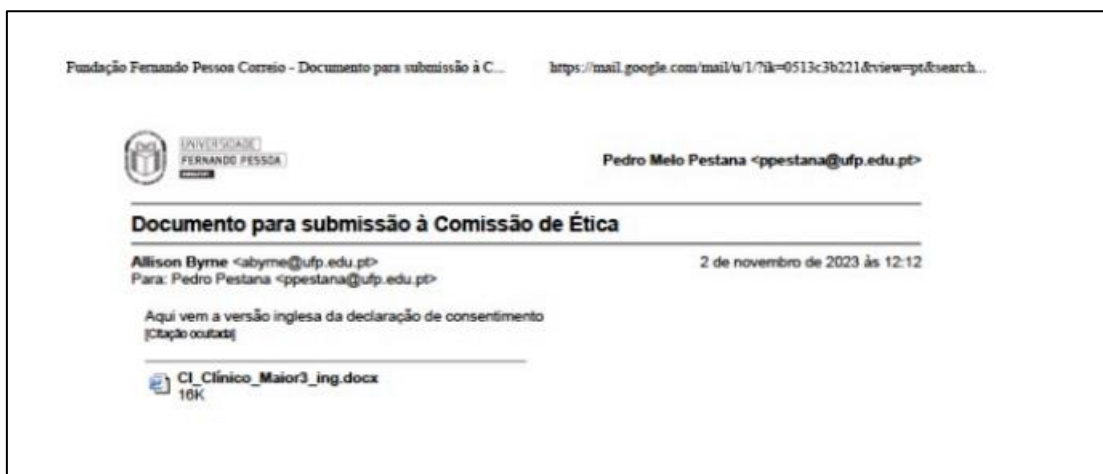 Fundação Fernando Pessoa Correio - Documento para submissão à C...
https://mail.google.com/mail/u/1/?ik=0513c3b221&view=pt&search...
UNIVERSIDADE
FERNANDO PESSOA
Pedro Melo Pestana <ppestana@ufp.edu.pt>
Documento para submissão à Comissão de Ética
Allison Byrne <abyrne@ufp.edu.pt>
2 de novembro de 2023 às 12:12
Para: Pedro Pestana <ppestana@ufp.edu.pt>
Aqui vem a versão inglesa da declaração de consentimento
[Citação ocultada]
CI_Clínico_Maior3_ing.docx
16K